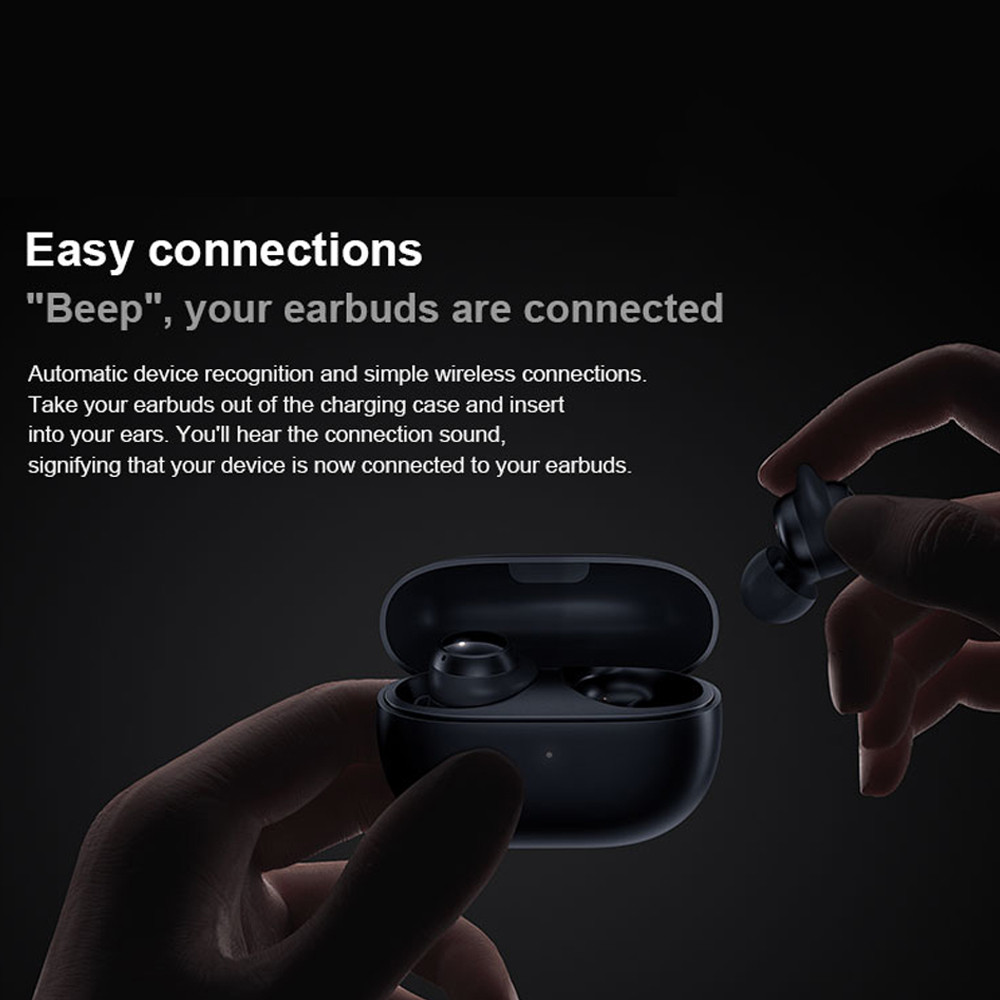 Easy connections
"Beep", your earbuds are connected
Automatic device recognition and simple wireless connections.
Take your earbuds out of the charging case and insert
into your ears. You'll hear the connection sound,
signifying that your device is now connected to your earbuds.